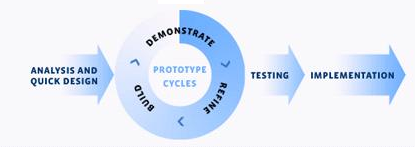 ANALYSIS AND
QUICK DESIGN
DEMONSTRATE
PROTOTYPE
CYCLES
REFINE
BUILD
TESTING
IMPLEMENTATION